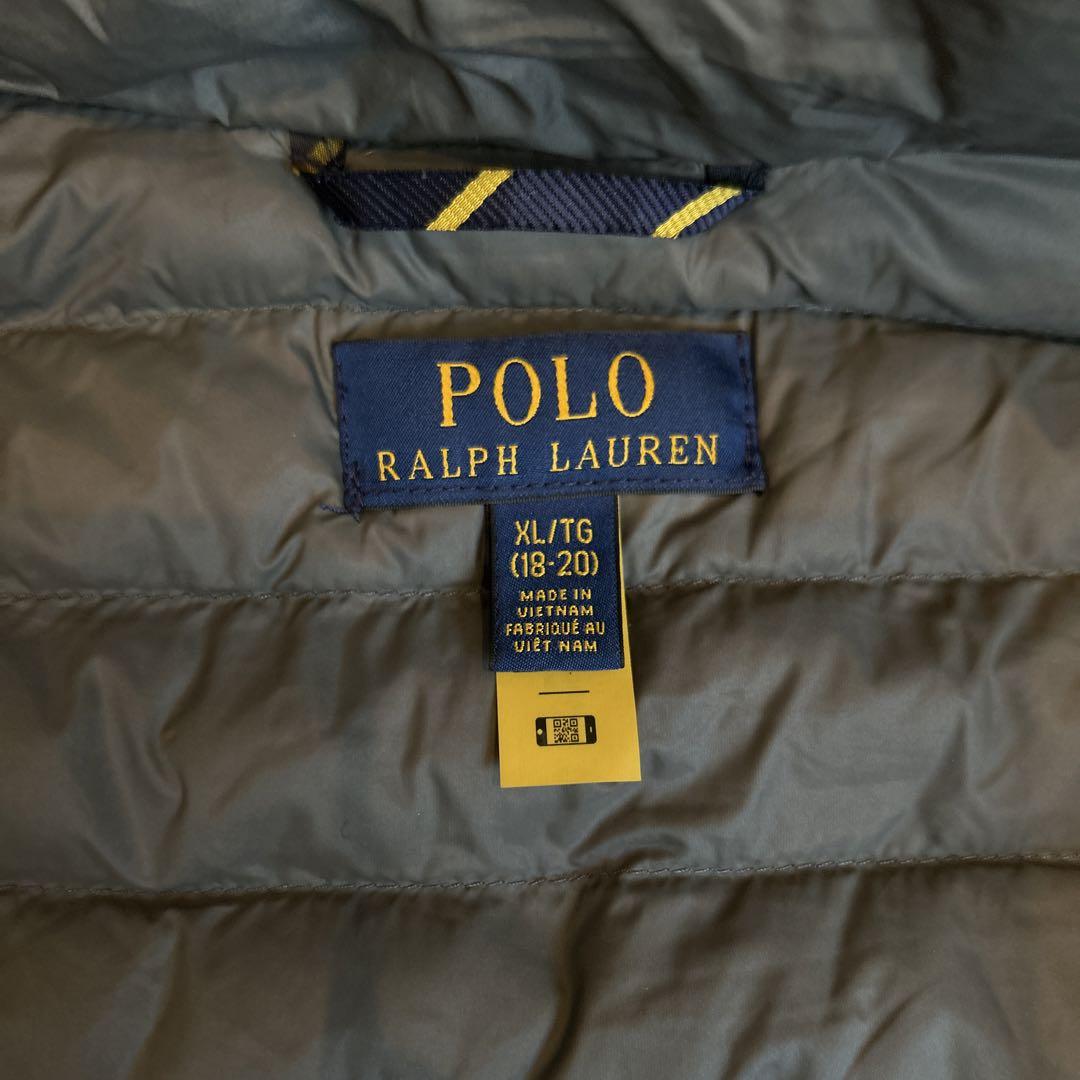 POLO
RALPH LAUREN
XL/TG
(18-20)
MADE IN
VIETNAM
FABRIQUÉ AU
VIÊT NAM